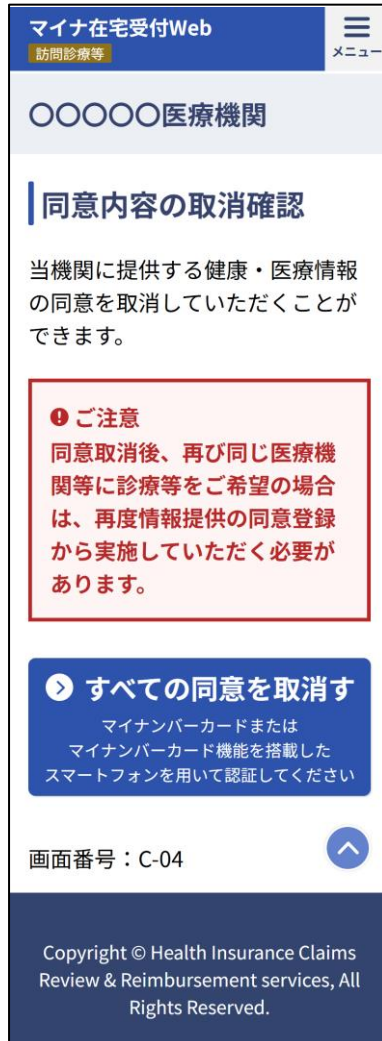 マイナ在宅受付Web
訪問診療等
メニュー
〇〇〇〇〇医療機関
同意内容の取消確認
当機関に提供する健康・医療情報
の同意を取消していただくことが
できます。
ご注意
同意取消後、再び同じ医療機
関等に診療等をご希望の場合
は、再度情報提供の同意登録
から実施していただく必要が
あります。
すべての同意を取消す
マイナンバーカードまたは
マイナンバーカード機能を搭載した
スマートフォンを用いて認証してください
画面番号：C-04
Copyright © Health Insurance Claims
Review & Reimbursement services, All
Rights Reserved.